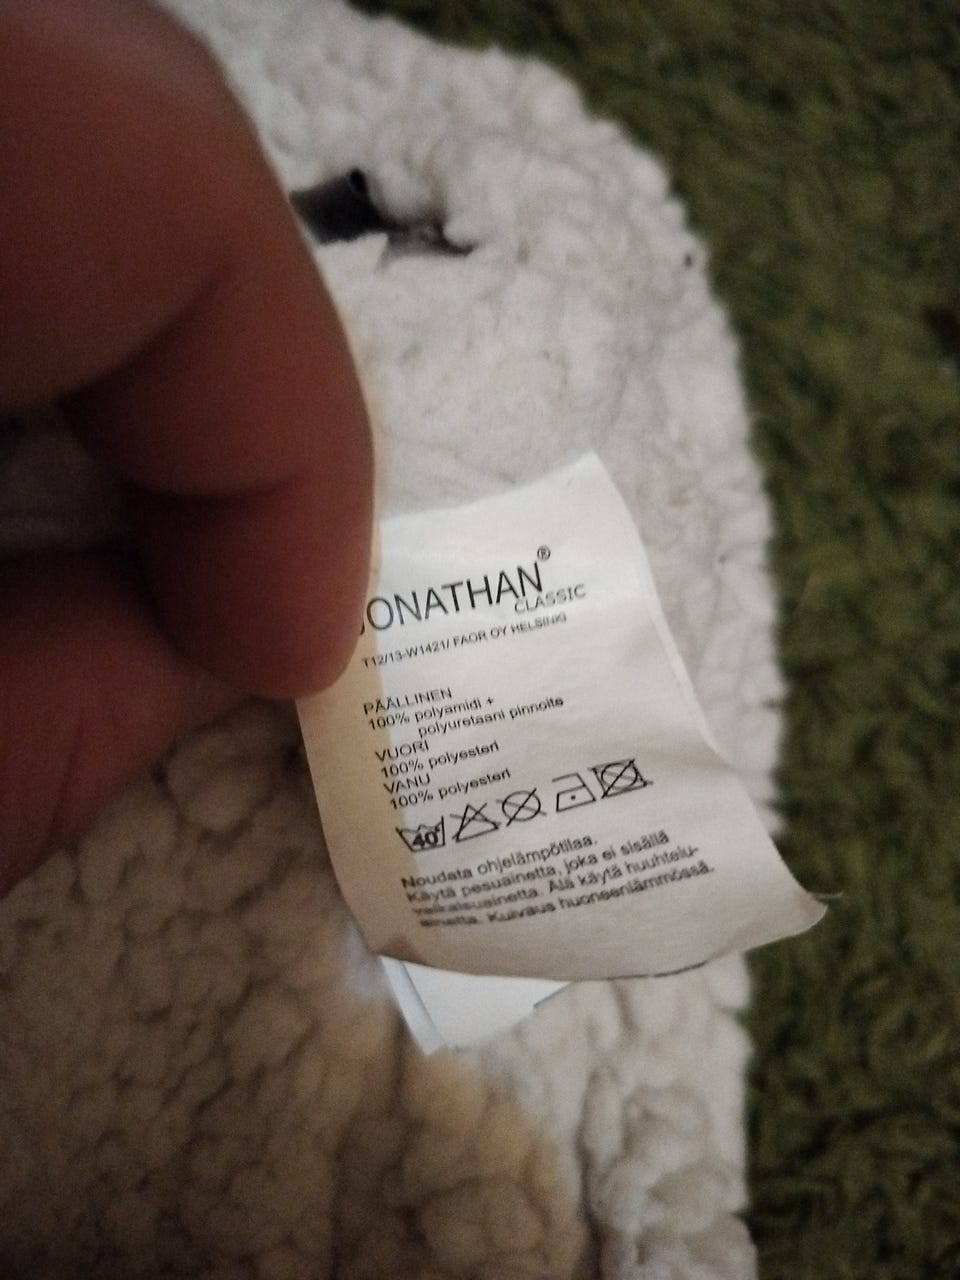 JONATHAN®
CLASSIC
T12/13-W1421/ FAOR OY HELSINKI
PÄÄLLINEN
100% polyamidi +
polyuretaani pinnoite
VUORI
100% polyesteri
VANU
100% polyesteri
40°
Noudata ohjelämpötilaa.
Käytä pesuainetta, joka ei sisällä
valkaisuainetta. Älä käytä huuhtelu-
ainetta. Kuivaus huoneenlämmössä.